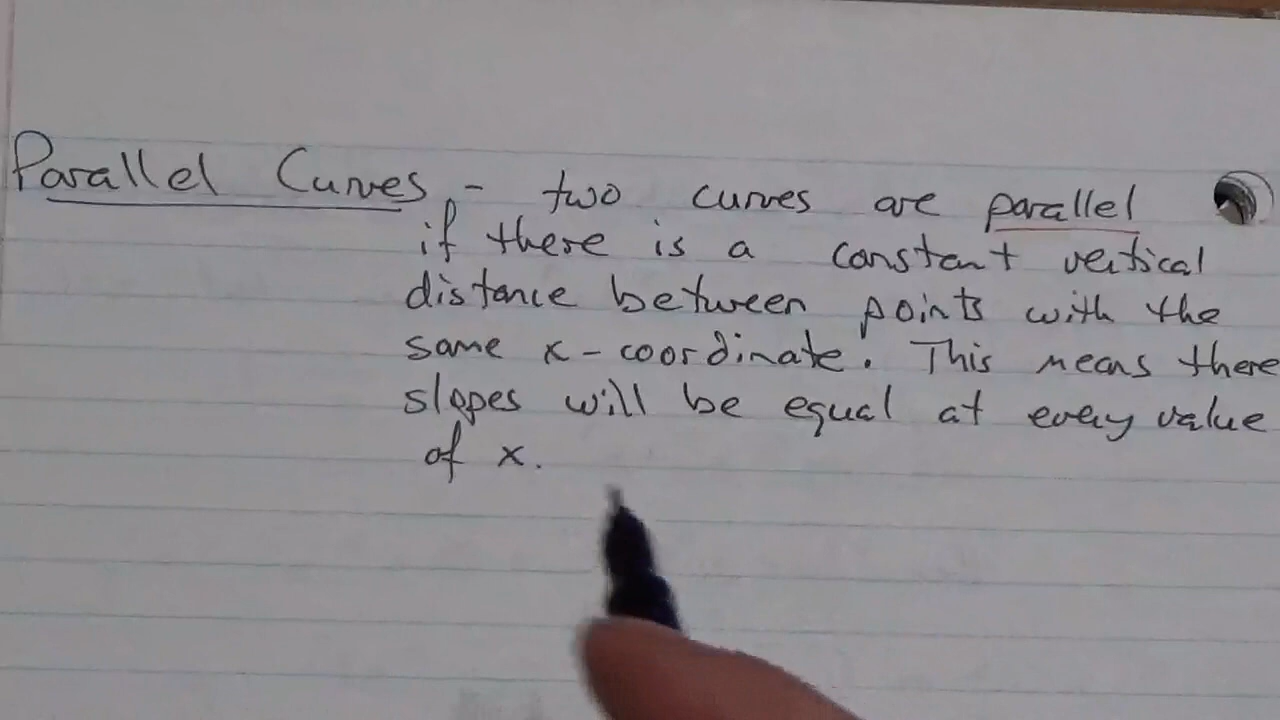 Parallel Curves - two curves are parallel
if there is a constant vertical
distance between points with the
same x-coordinate. This means there
slopes will be equal at every value
of x.